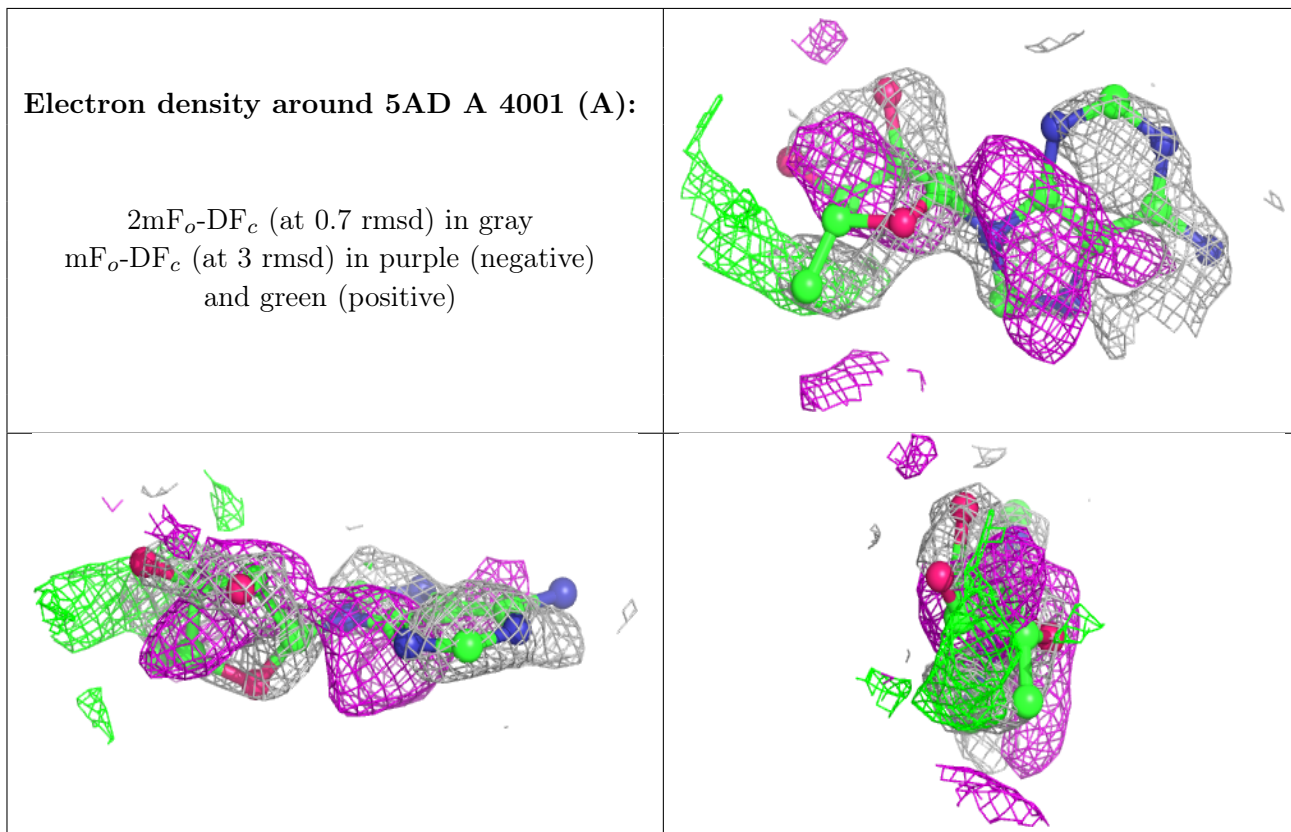 Electron density around 5AD A 4001 (A):
2mFₒ-DF𝒸 (at 0.7 rmsd) in gray
mFₒ-DF𝒸 (at 3 rmsd) in purple (negative)
and green (positive)